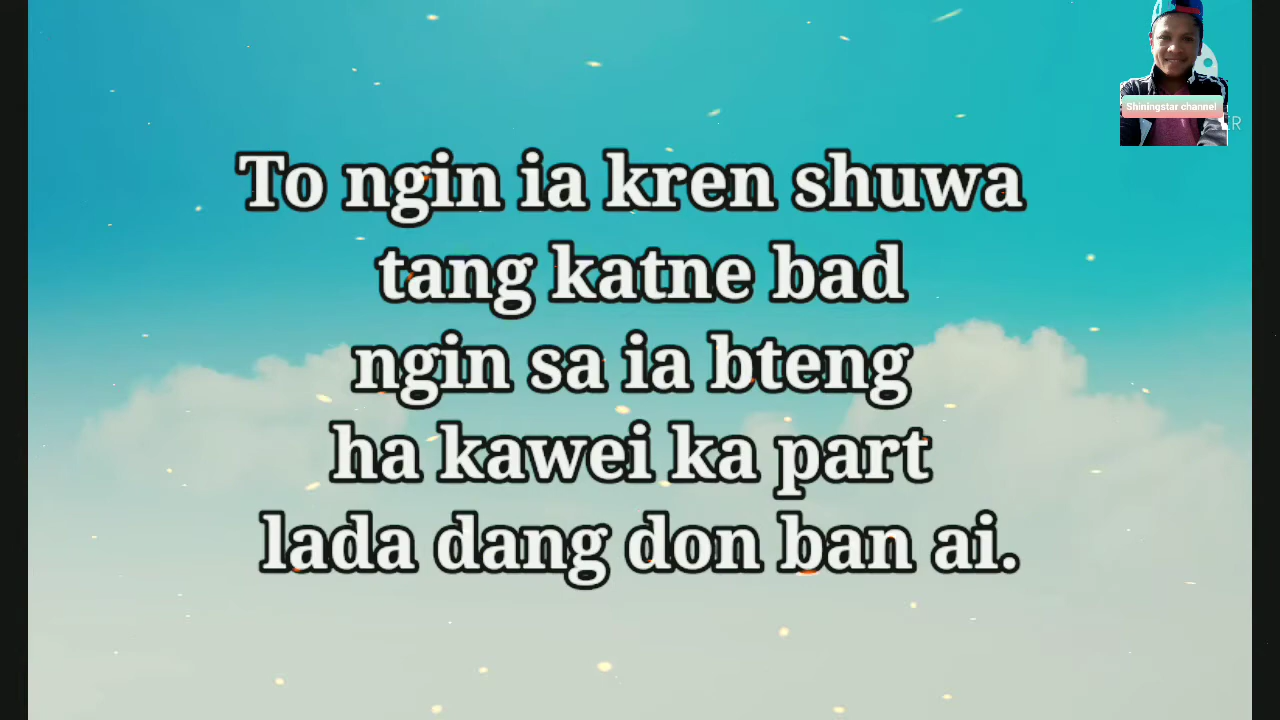 Shiningstar channel
ER
To ngin ia kren shuwa
tang katne bad
ngin sa ia bteng
ha kawei ka part
lada dang don ban ai.